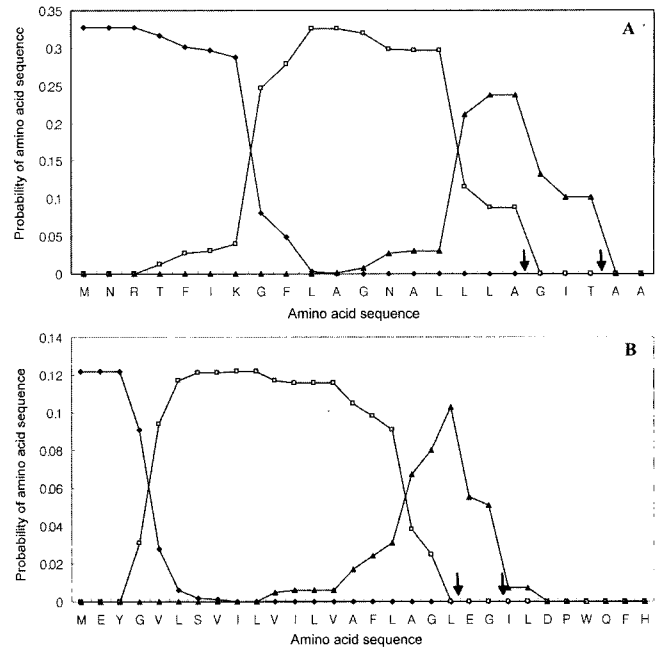 A
Probability of amino acid sequence
0.35
0.3
0.25
0.2
0.15
0.1
0.05
0
M N R T F I K G F L A G N A L L L A G I T A A
Amino acid sequence
B
Probability of amino acid sequence
0.14
0.12
0.1
0.08
0.06
0.04
0.02
0
M E Y G V L S V I L V I L V A F L A G L E G I L D P W Q F H
Amino acid sequence